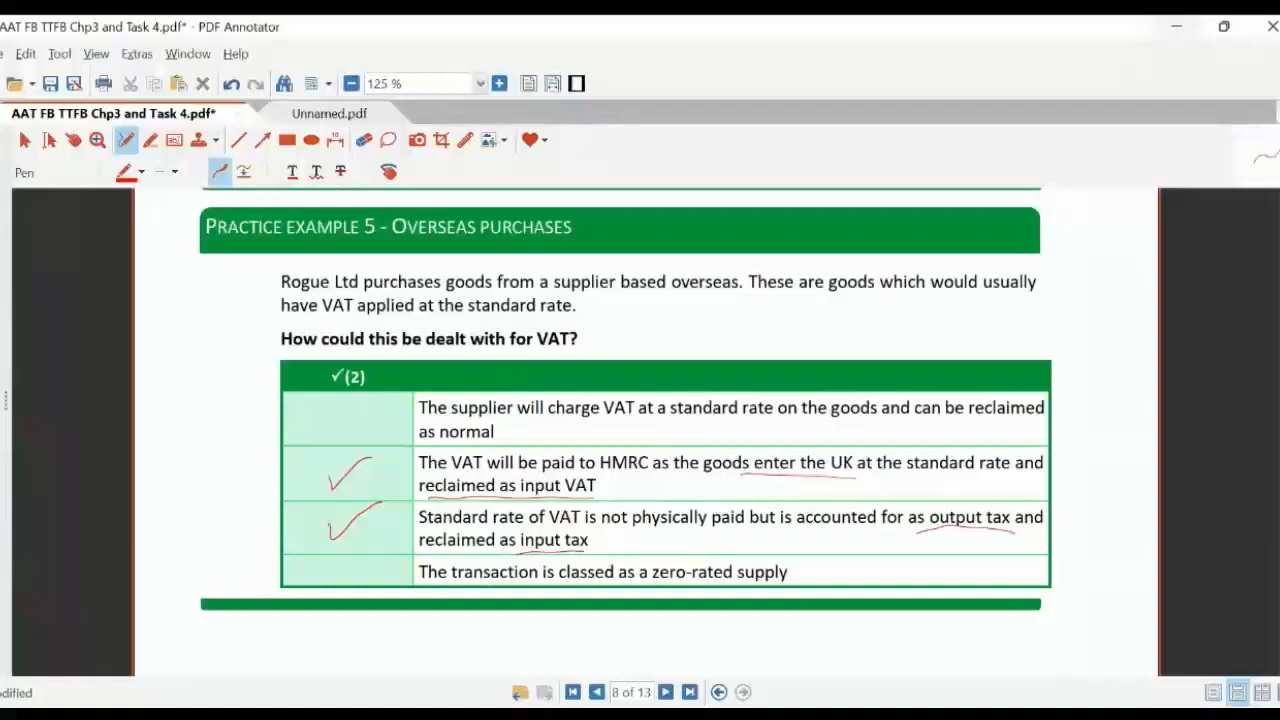 AAT FB TTFB Chp3 and Task 4.pdf* - PDF Annotator
e Edit Tool View Extras Window Help
125 %
AAT FB TTFB Chp3 and Task 4.pdf* Unnamed.pdf
Pen
PRACTICE EXAMPLE 5 - OVERSEAS PURCHASES
Rogue Ltd purchases goods from a supplier based overseas. These are goods which would usually
have VAT applied at the standard rate.
How could this be dealt with for VAT?
✓(2)
The supplier will charge VAT at a standard rate on the goods and can be reclaimed
as normal
The VAT will be paid to HMRC as the goods enter the UK at the standard rate and
reclaimed as input VAT
Standard rate of VAT is not physically paid but is accounted for as output tax and
reclaimed as input tax
The transaction is classed as a zero-rated supply
odified 8 of 13